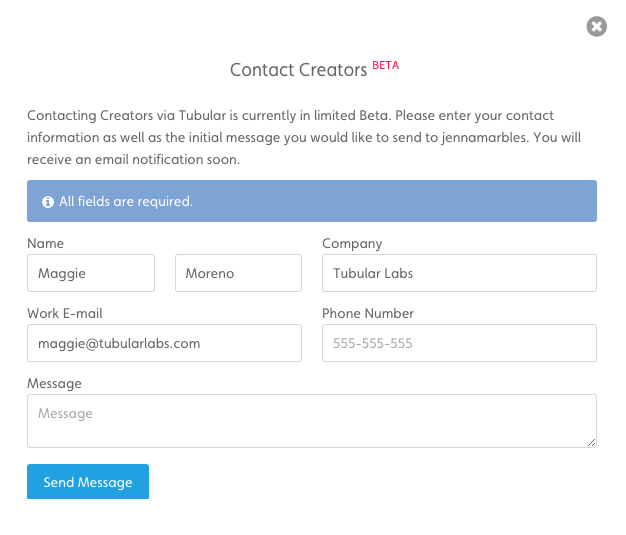 Contact Creators BETA
Contacting Creators via Tubular is currently in limited Beta. Please enter your contact
information as well as the initial message you would like to send to jennamarbles. You will
receive an email notification soon.
All fields are required.
Name Company
Maggie Moreno Tubular Labs
Work E-mail Phone Number
maggie@tubularlabs.com 555-555-555
Message
Message
Send Message